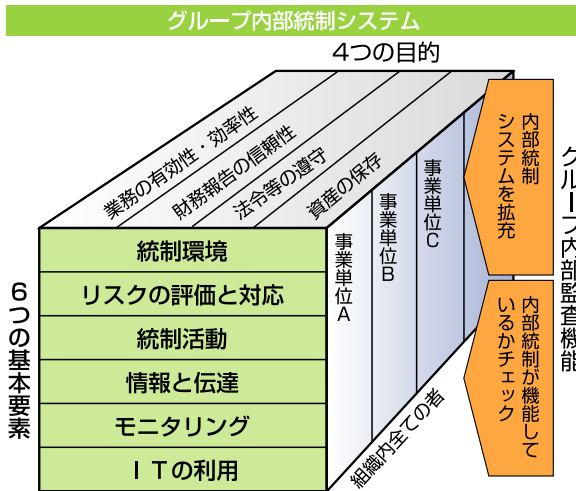 グループ内部統制システム
4つの目的
業務の有効性・効率性
財務報告の信頼性
法令等の遵守
資産の保存
6つの基本要素
統制環境
リスクの評価と対応
統制活動
情報と伝達
モニタリング
ITの利用
事業単位A
事業単位B
事業単位C
組織内全ての者
内部統制
システムを拡充
内部統制が機能して
いるかチェック
グループ内部監査機能